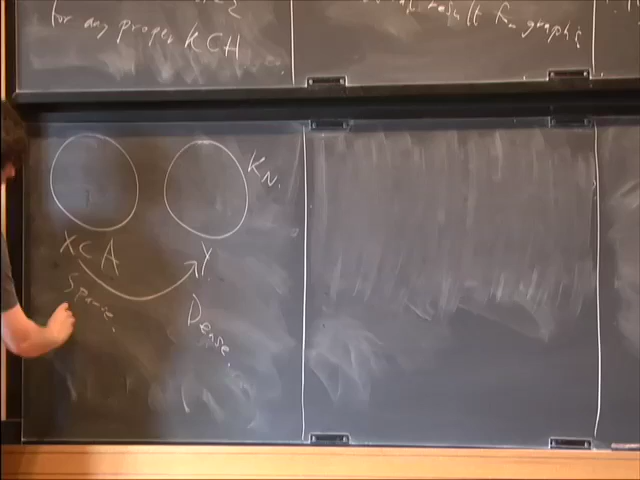 for any proper K ⊂ H
result for graphs
K_N.
X ⊂ A
Y.
Sparse.
Dense.